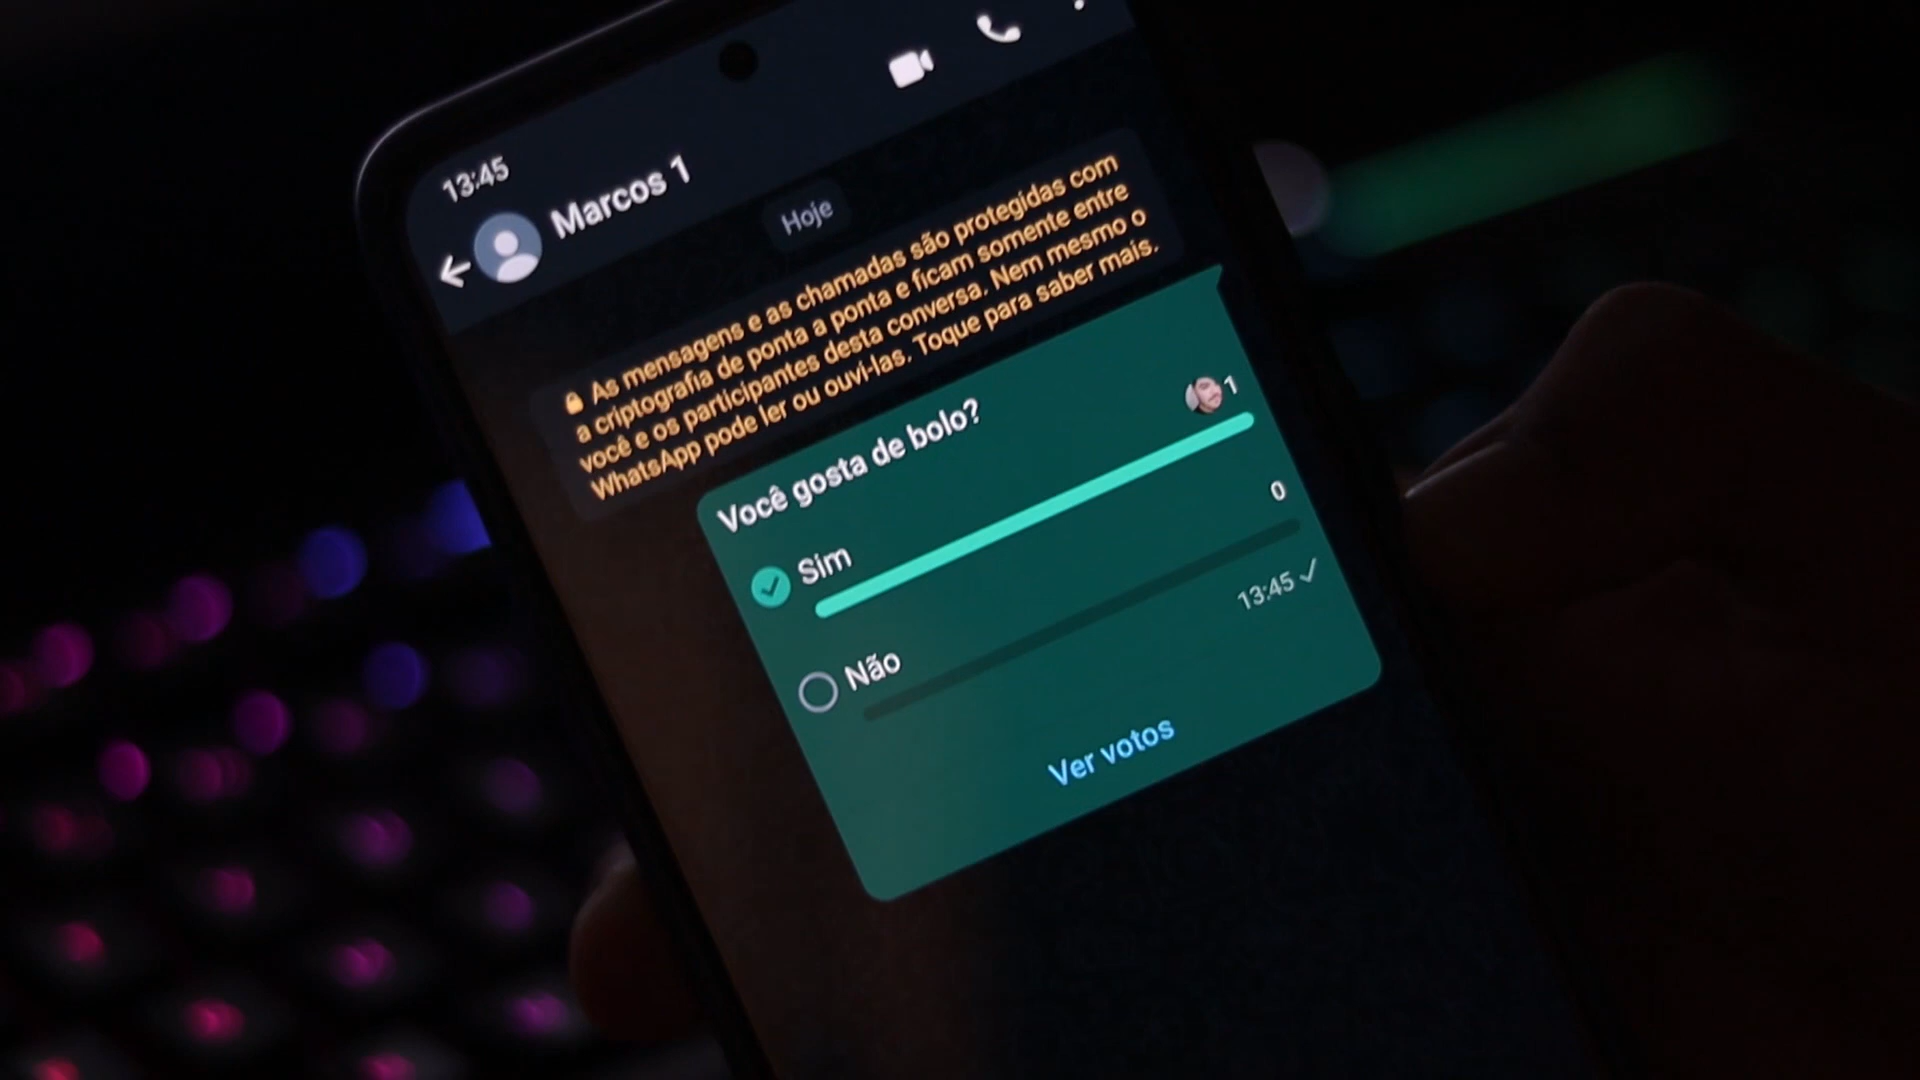 13:45
Marcos 1
Hoje
As mensagens e as chamadas são protegidas com
a criptografia de ponta a ponta e ficam somente entre
você e os participantes desta conversa. Nem mesmo o
WhatsApp pode ler ou ouvi-las. Toque para saber mais.
Você gosta de bolo?
Sim
1
Não
0
13:45
Ver votos